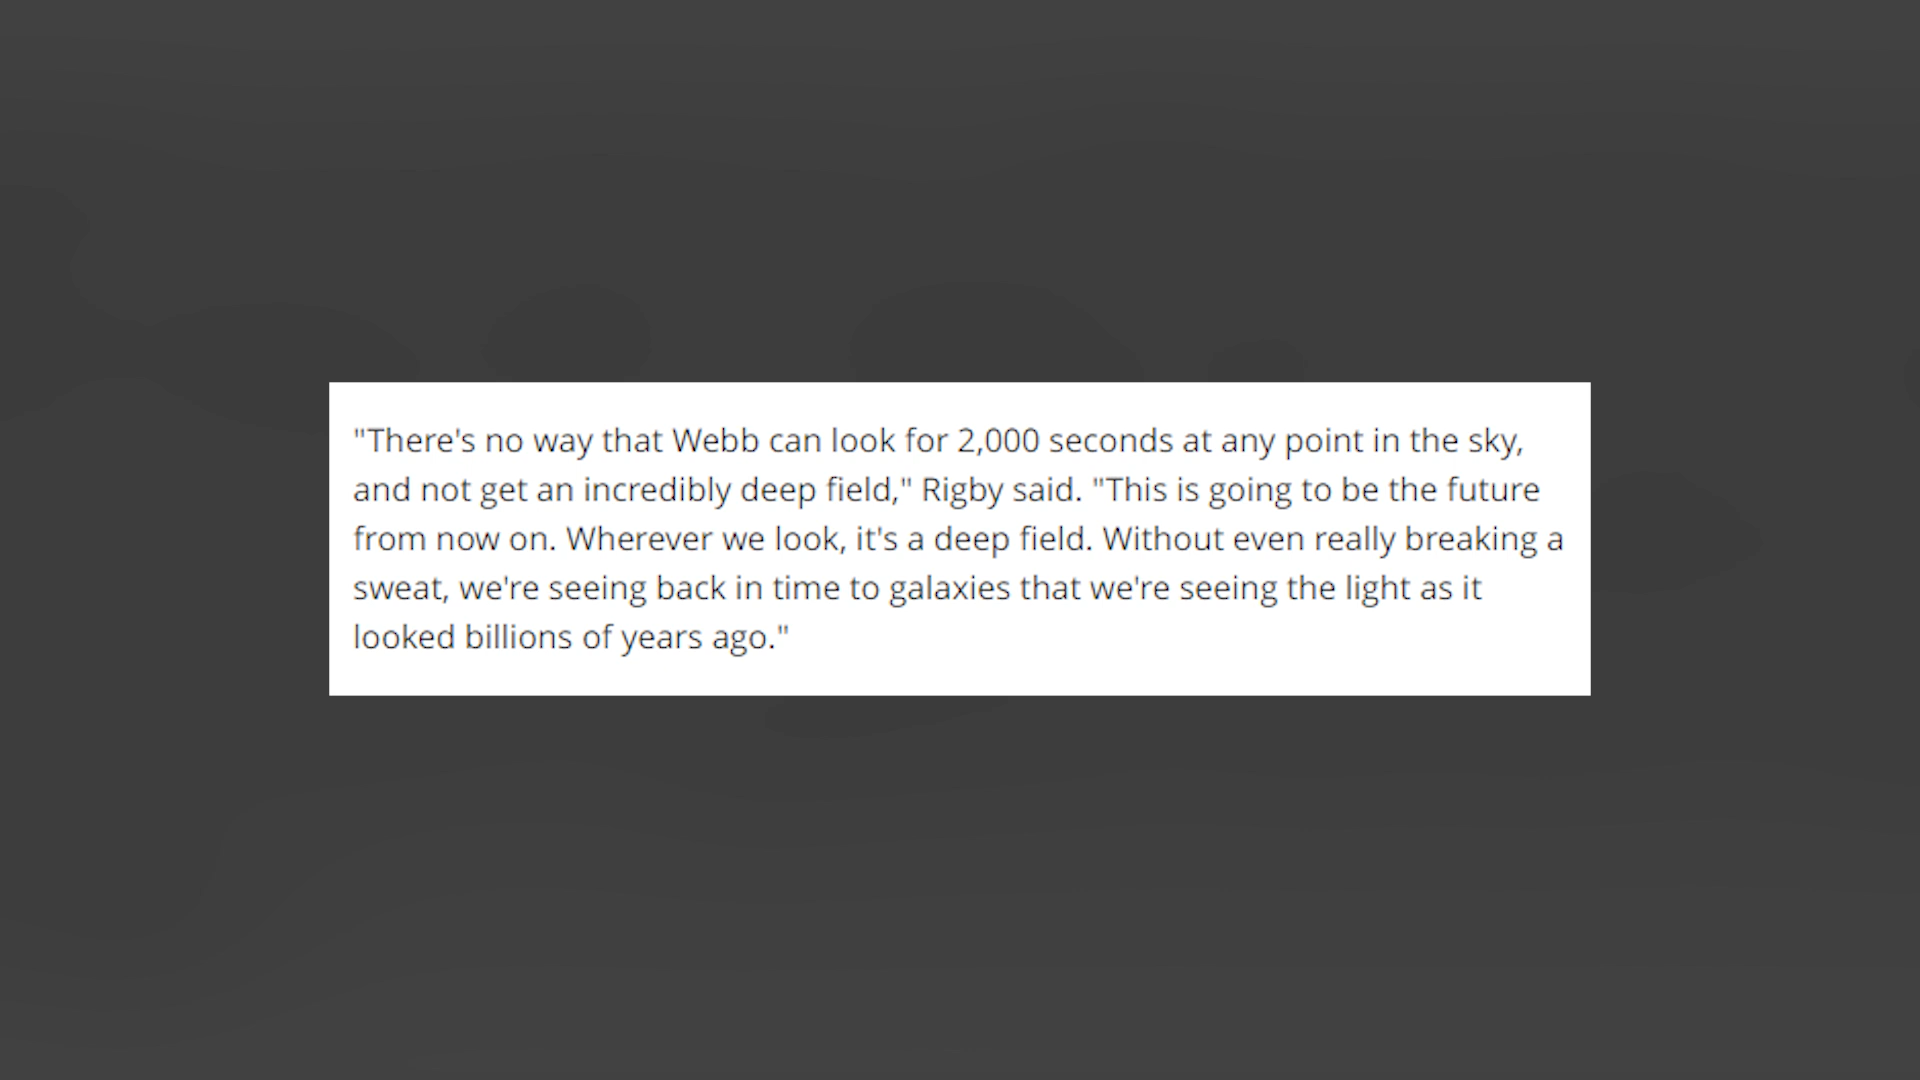 "There's no way that Webb can look for 2,000 seconds at any point in the sky,
and not get an incredibly deep field," Rigby said. "This is going to be the future
from now on. Wherever we look, it's a deep field. Without even really breaking a
sweat, we're seeing back in time to galaxies that we're seeing the light as it
looked billions of years ago."